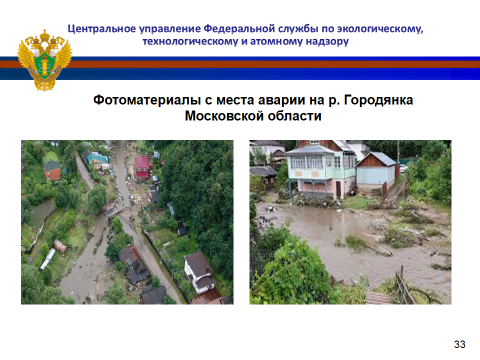 Центральное управление Федеральной службы по экологическому,
технологическому и атомному надзору
Фотоматериалы с места аварии на р. Городянка
Московской области
33